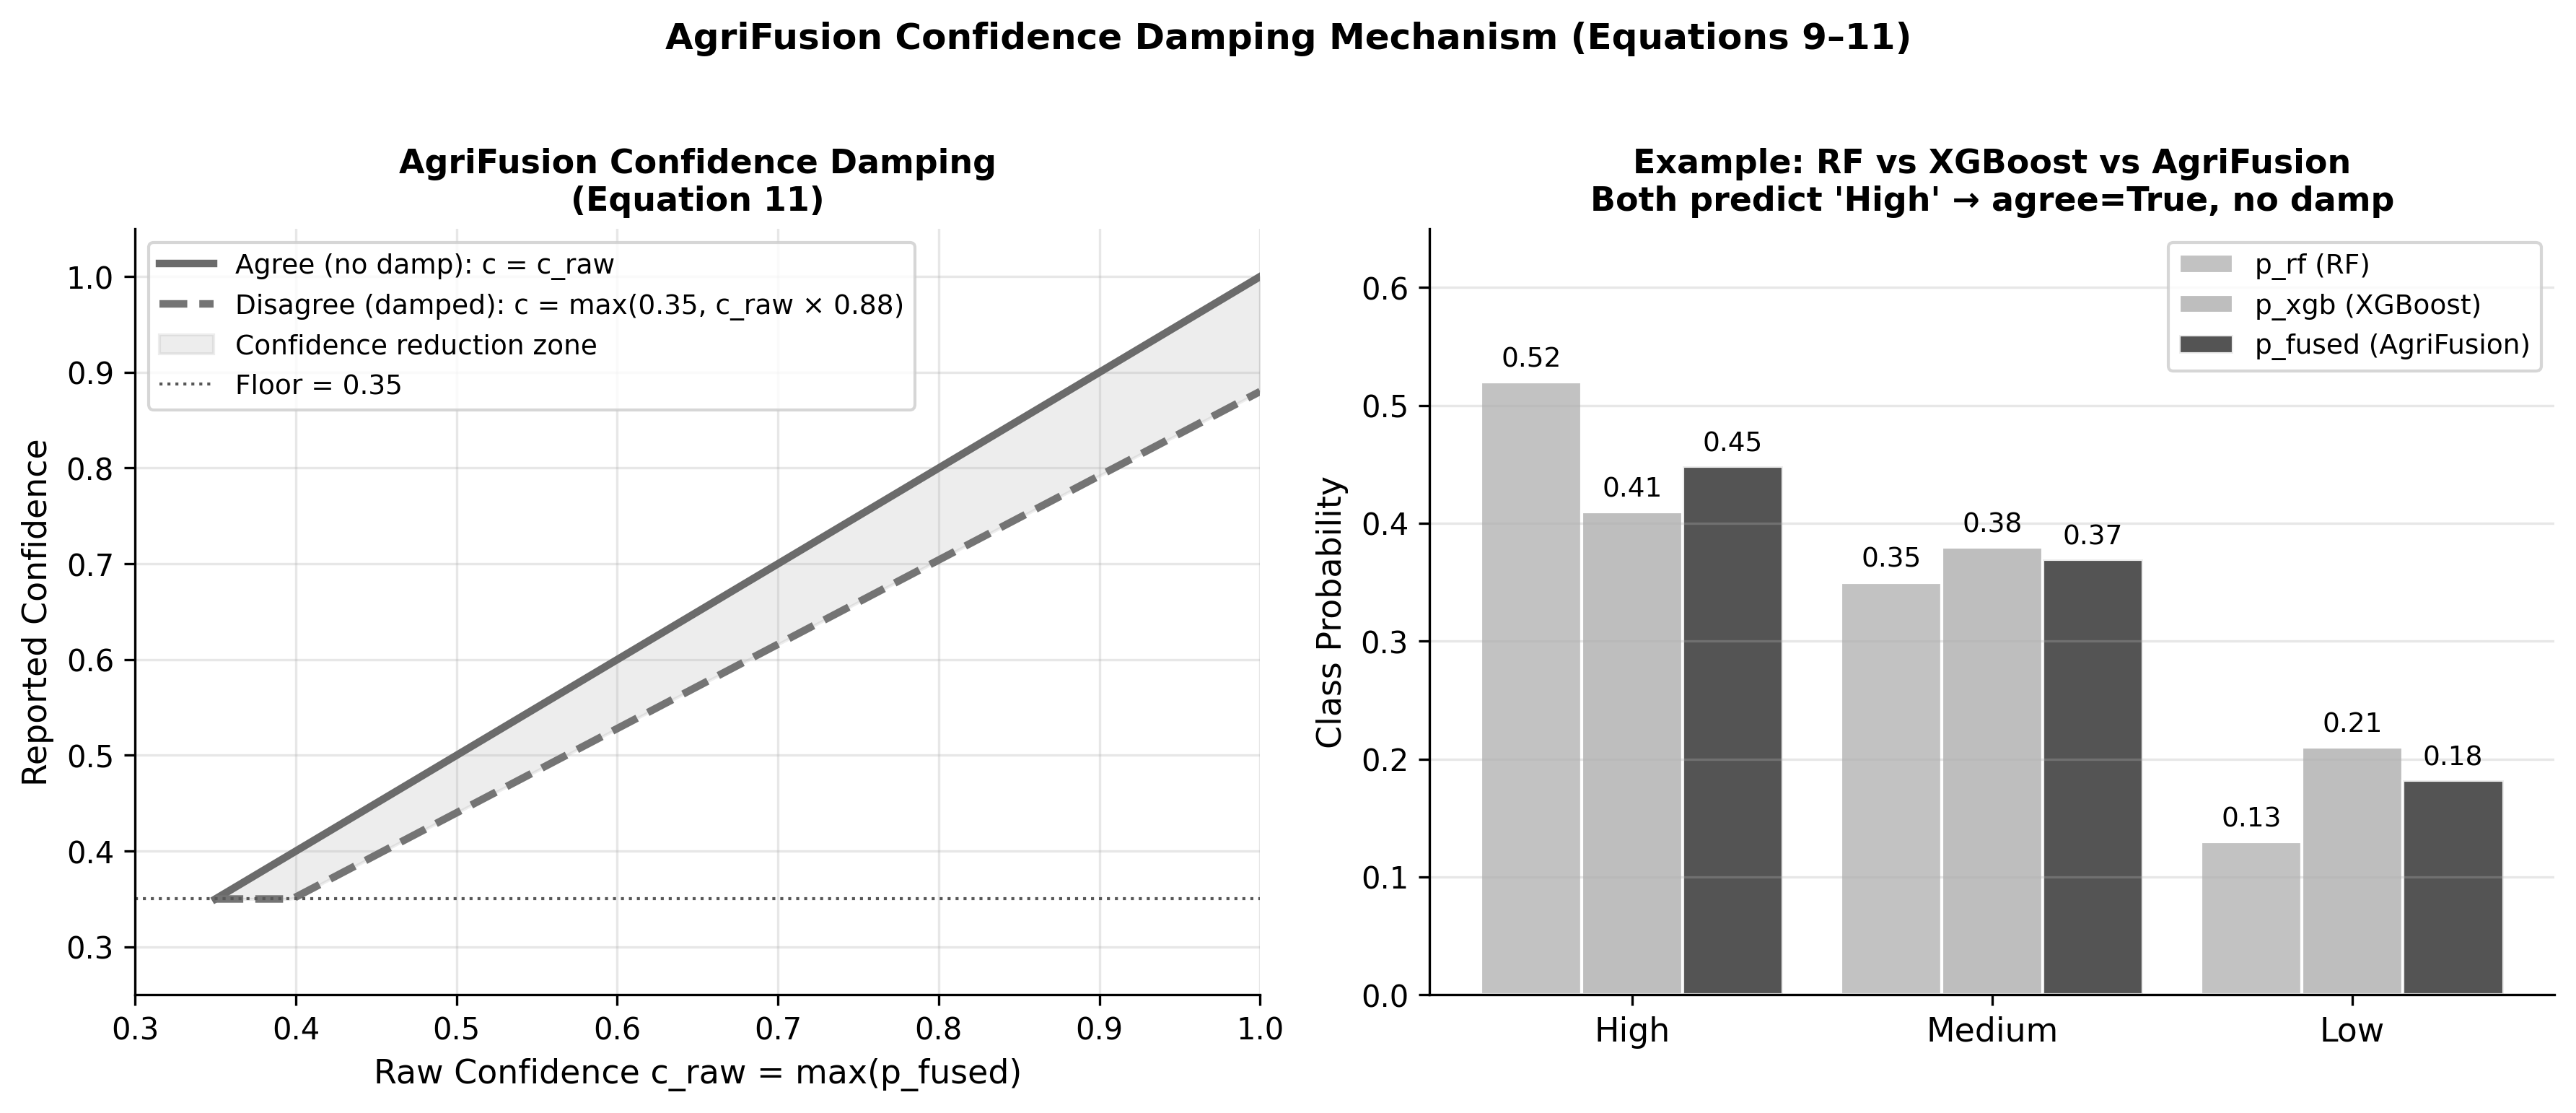 AgriFusion Confidence Damping Mechanism (Equations 9–11)
AgriFusion Confidence Damping
(Equation 11)
Agree (no damp): c = c_raw
Disagree (damped): c = max(0.35, c_raw × 0.88)
Confidence reduction zone
Floor = 0.35
Reported Confidence
1.0
0.9
0.8
0.7
0.6
0.5
0.4
0.3
0.3 0.4 0.5 0.6 0.7 0.8 0.9 1.0
Raw Confidence c_raw = max(p_fused)
Example: RF vs XGBoost vs AgriFusion
Both predict 'High' → agree=True, no damp
p_rf (RF)
p_xgb (XGBoost)
p_fused (AgriFusion)
Class Probability
0.6
0.5
0.4
0.3
0.2
0.1
0.0
0.52
0.41
0.45
0.35
0.38
0.37
0.13
0.21
0.18
High Medium Low